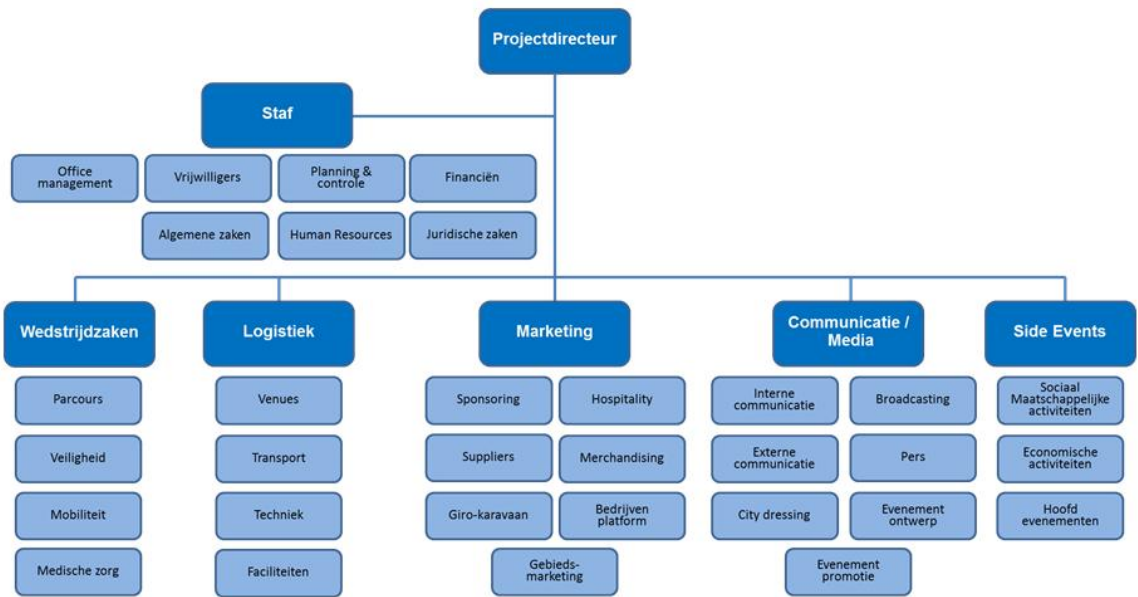 Projectdirecteur
Staf
Office
management
Vrijwilligers
Planning &
controle
Financiën
Algemene zaken
Human Resources
Juridische zaken
Wedstrijdzaken
Logistiek
Marketing
Communicatie /
Media
Side Events
Parcours
Veiligheid
Mobiliteit
Medische zorg
Venues
Transport
Techniek
Faciliteiten
Sponsoring
Hospitality
Suppliers
Merchandising
Giro-karavaan
Bedrijven
platform
Gebieds-
marketing
Interne
communicatie
Broadcasting
Externe
communicatie
Pers
City dressing
Evenement
ontwerp
Evenement
promotie
Sociaal
Maatschappelijke
activiteiten
Economische
activiteiten
Hoofd
evenementen